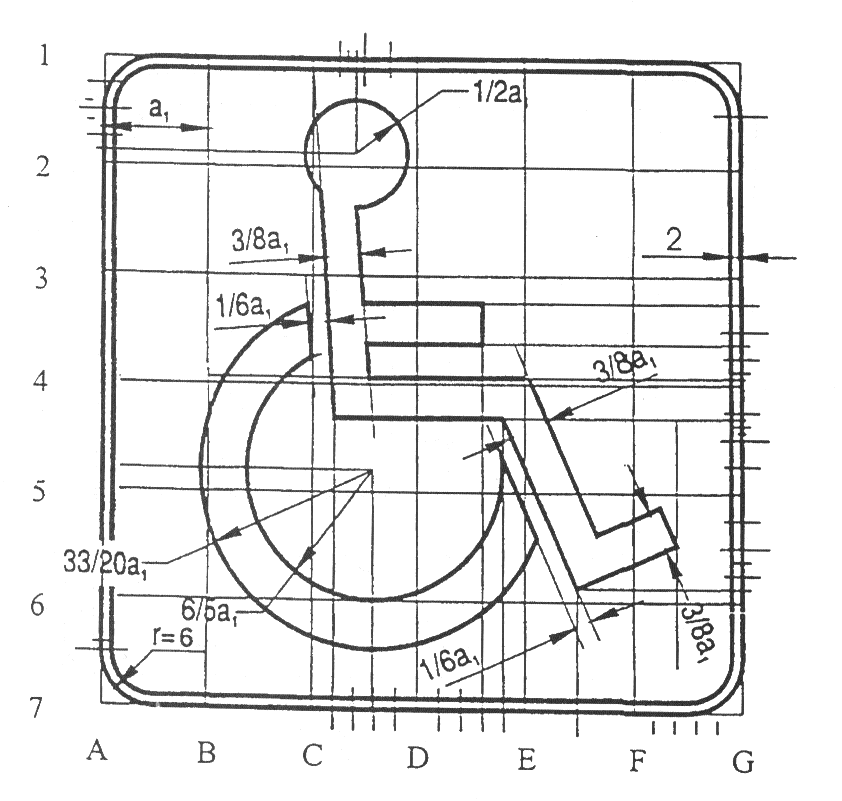 1
1/2a₁
a₁
2
3/8a₁
2
3
1/6a₁
3/8a₁
4
5
33/20a₁
6
6/5a₁
r=6
3/8a₁
1/6a₁
7
A B C D E F G